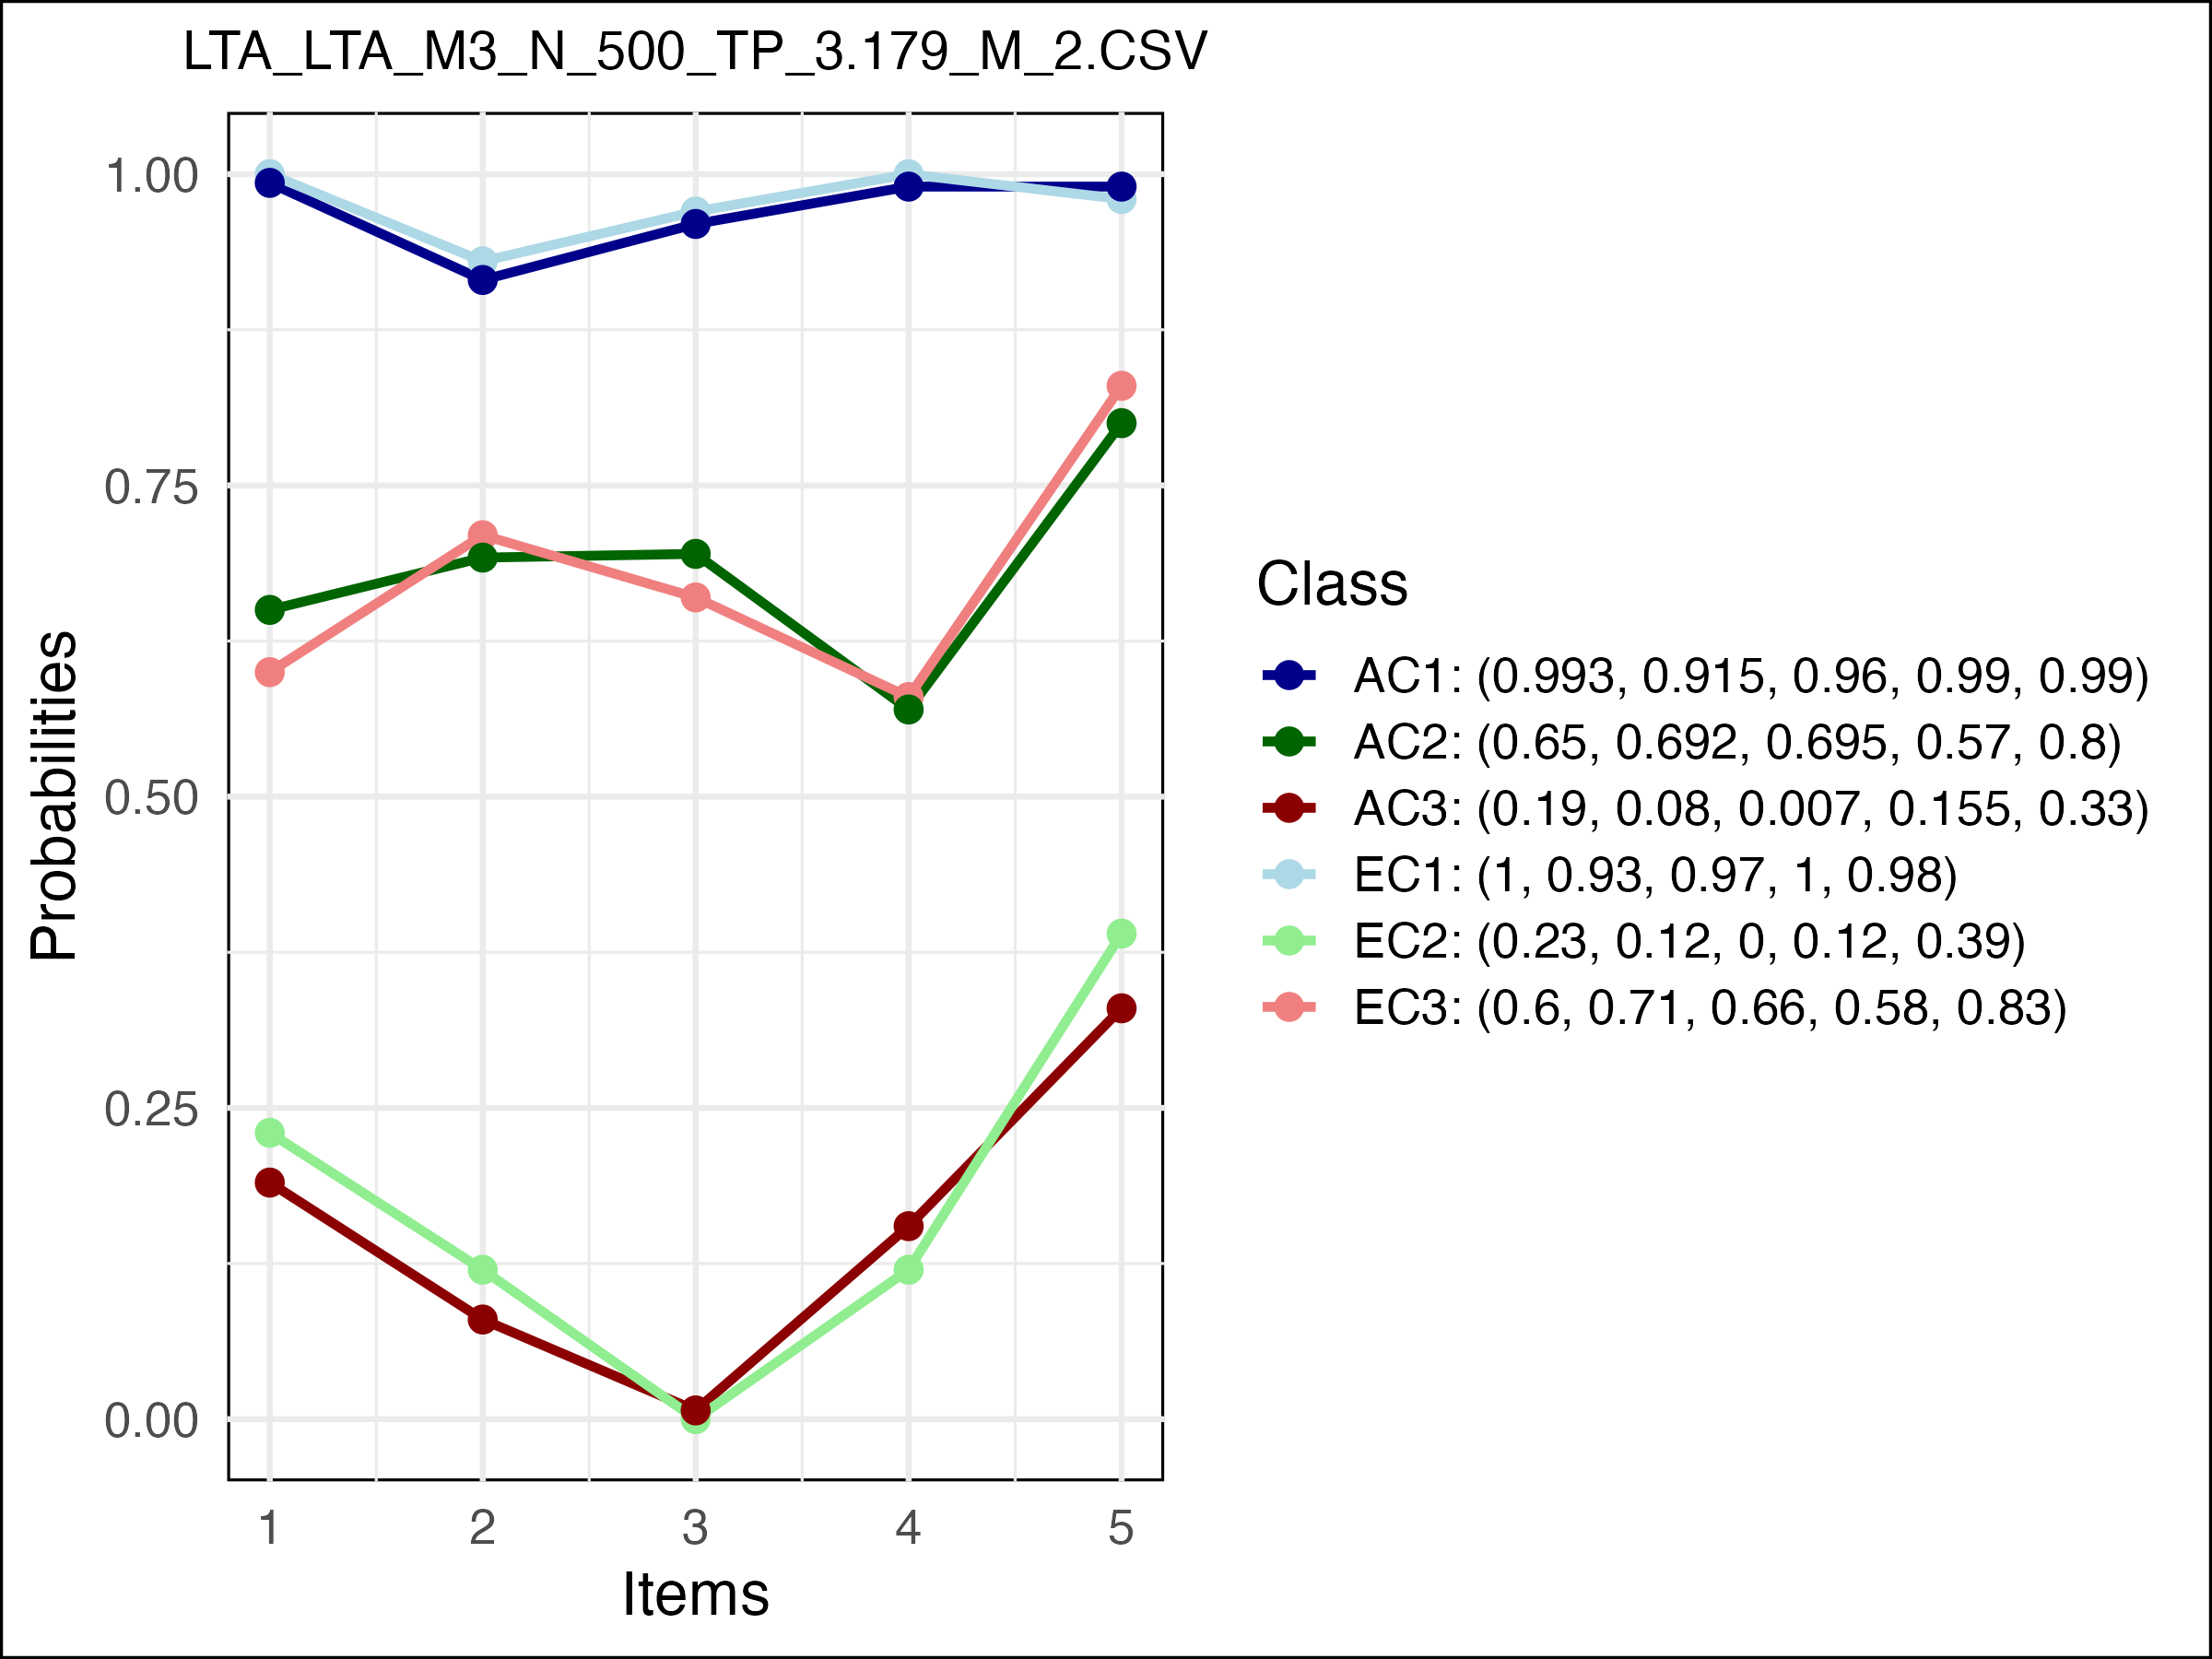 LTA_LTA_M3_N_500_TP_3.179_M_2.CSV
1.00
0.75
0.50
0.25
0.00
Probabilities
1 2 3 4 5
Items
Class
AC1: (0.993, 0.915, 0.96, 0.99, 0.99)
AC2: (0.65, 0.692, 0.695, 0.57, 0.8)
AC3: (0.19, 0.08, 0.007, 0.155, 0.33)
EC1: (1, 0.93, 0.97, 1, 0.98)
EC2: (0.23, 0.12, 0, 0.12, 0.39)
EC3: (0.6, 0.71, 0.66, 0.58, 0.83)